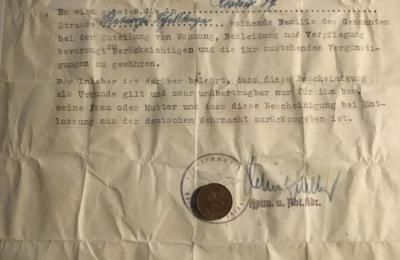 Es wird gebeten, die in
Strasse wohnende Familie des Genannten
bei der Zuteilung von Wohnung, Bekleidung und Verpflegung
bevorzugt zu berücksichtigen und die ihr zustehenden Vergünsti-
gungen zu gewähren.
Der Inhaber ist darüber belehrt, dass diese Bescheinigung
als Urkunde gilt und zwar unübertragbar nur für ihn bzw.
seine Frau oder Mutter und dass diese Bescheinigung bei Ent-
lassung aus der deutschen Wehrmacht zurückzugeben ist.
Hptm. u. Abt.Kdr.